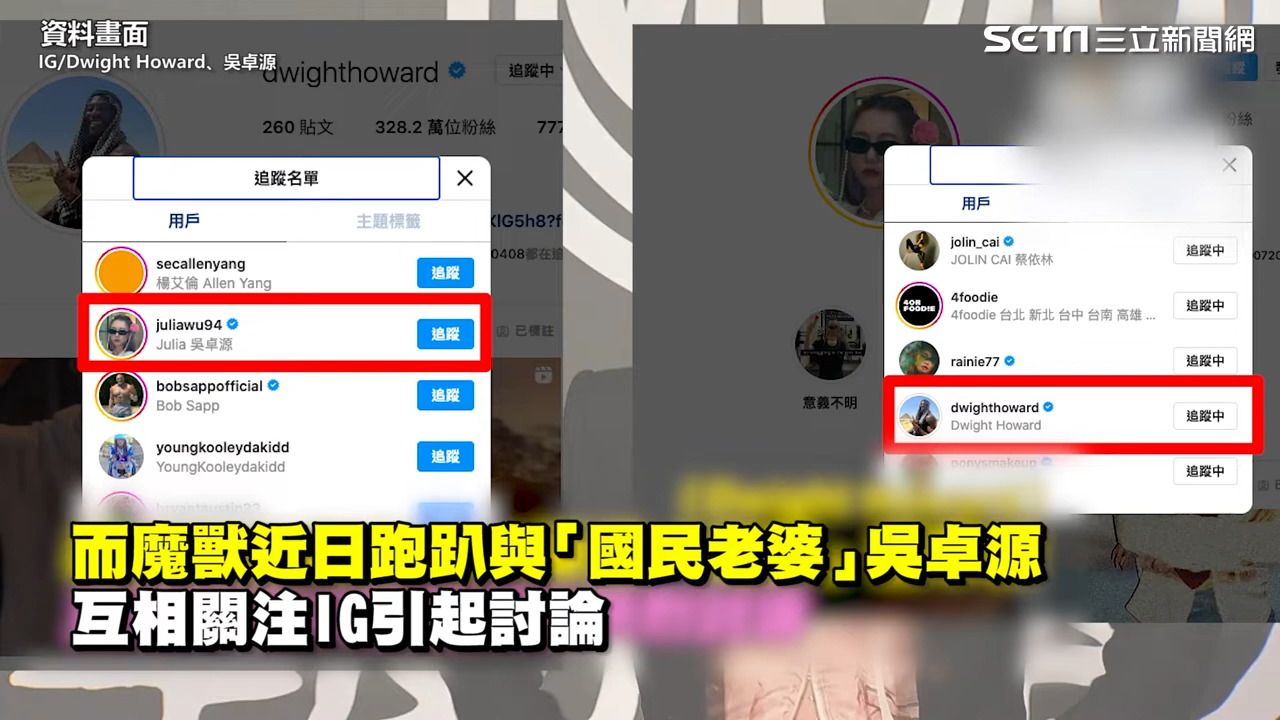 資料畫面
IG/Dwight Howard、吳卓源
SETN三立新聞網
dwighthoward
追蹤中
260 貼文
328.2 萬位粉絲
777
追蹤名單
用戶
主題標籤
secallenyang
楊艾倫 Allen Yang
追蹤
juliawu94
Julia 吳卓源
追蹤
bobsappofficial
Bob Sapp
追蹤
youngkooleydakidd
YoungKooleydakidd
追蹤
已標註
用戶
jolin_cai
JOLIN CAI 蔡依林
追蹤中
4OR FOODIE
4foodie
4foodie 台北 新北 台中 台南 高雄 ...
追蹤中
rainie77
追蹤中
dwighthoward
Dwight Howard
追蹤中
ponysmakeup
追蹤中
意義不明
而魔獸近日跑趴與「國民老婆」吳卓源
互相關注IG引起討論